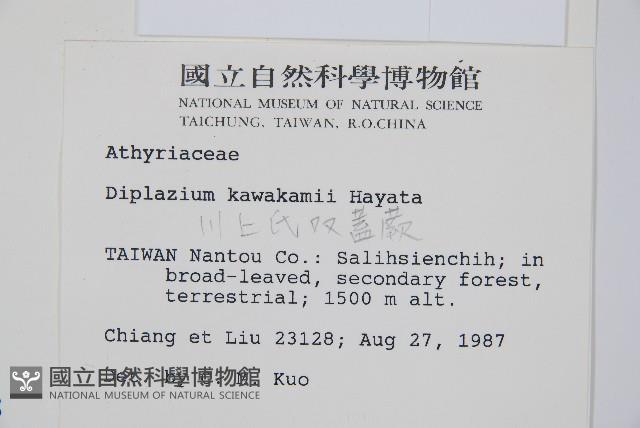 國立自然科學博物館
NATIONAL MUSEUM OF NATURAL SCIENCE
TAICHUNG, TAIWAN, R.O.CHINA
Athyriaceae
Diplazium kawakamii Hayata
川上氏双蓋蕨
TAIWAN Nantou Co.: Salihsienchih; in
broad-leaved, secondary forest,
terrestrial; 1500 m alt.
Chiang et Liu 23128; Aug 27, 1987
Kuo
國立自然科學博物館
NATIONAL MUSEUM OF NATURAL SCIENCE